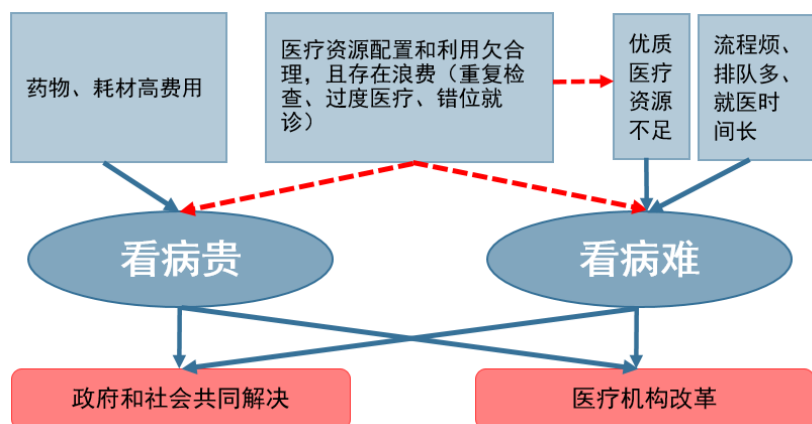 药物、耗材高费用
医疗资源配置和利用欠合
理，且存在浪费（重复检
查、过度医疗、错位就
诊）
优质
医疗
资源
不足
流程烦、
排队多、
就医时
间长
看病贵
看病难
政府和社会共同解决
医疗机构改革